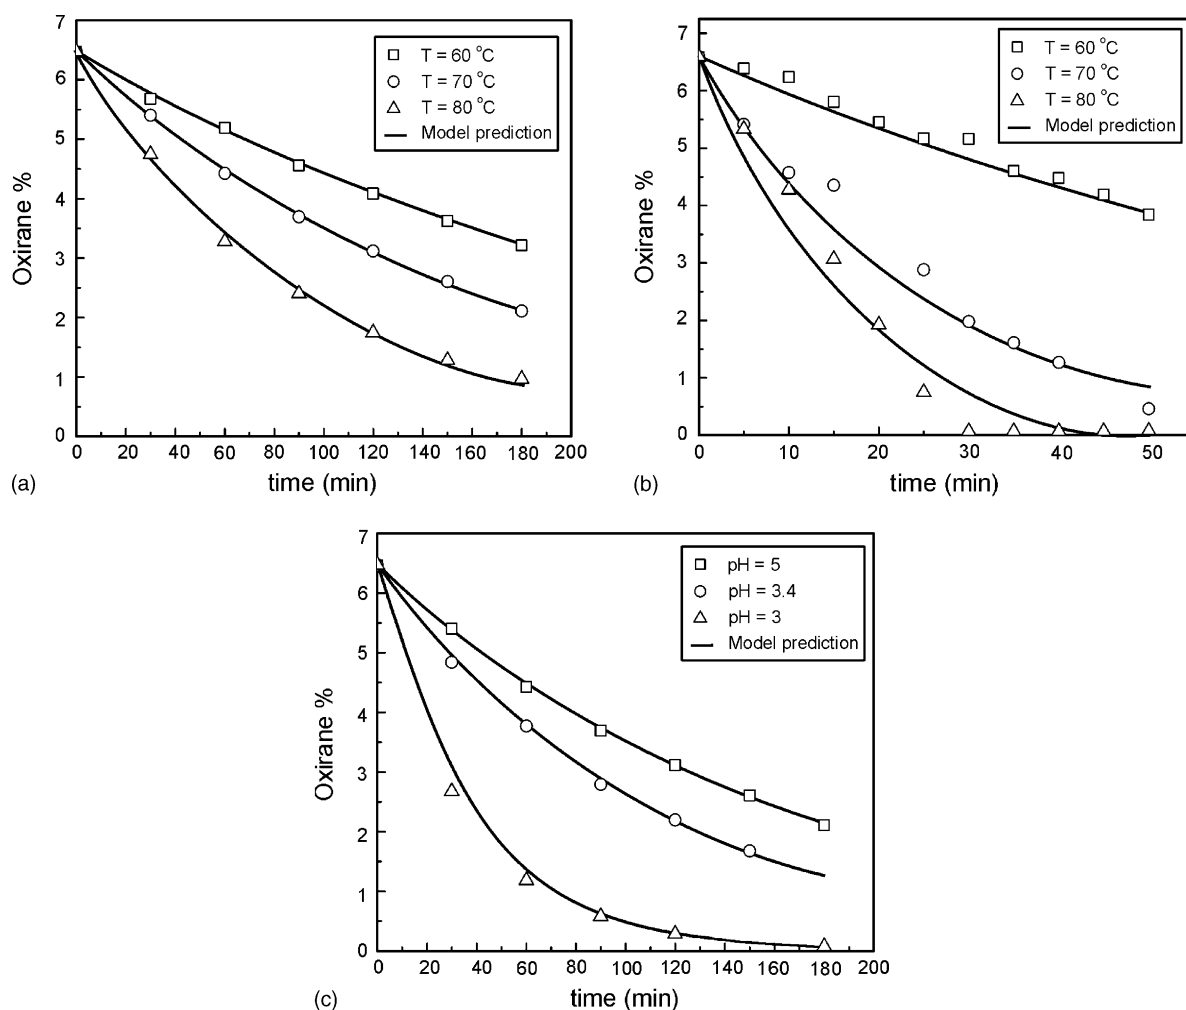 7
6
5
4
3
2
1
0
Oxirane %
T = 60 °C
T = 70 °C
T = 80 °C
Model prediction
0 20 40 60 80 100 120 140 160 180 200
time (min)
(a)
7
6
5
4
3
2
1
0
Oxirane %
T = 60 °C
T = 70 °C
T = 80 °C
Model prediction
0 10 20 30 40 50
time (min)
(b)
7
6
5
4
3
2
1
0
Oxirane %
pH = 5
pH = 3.4
pH = 3
Model prediction
0 20 40 60 80 100 120 140 160 180 200
time (min)
(c)